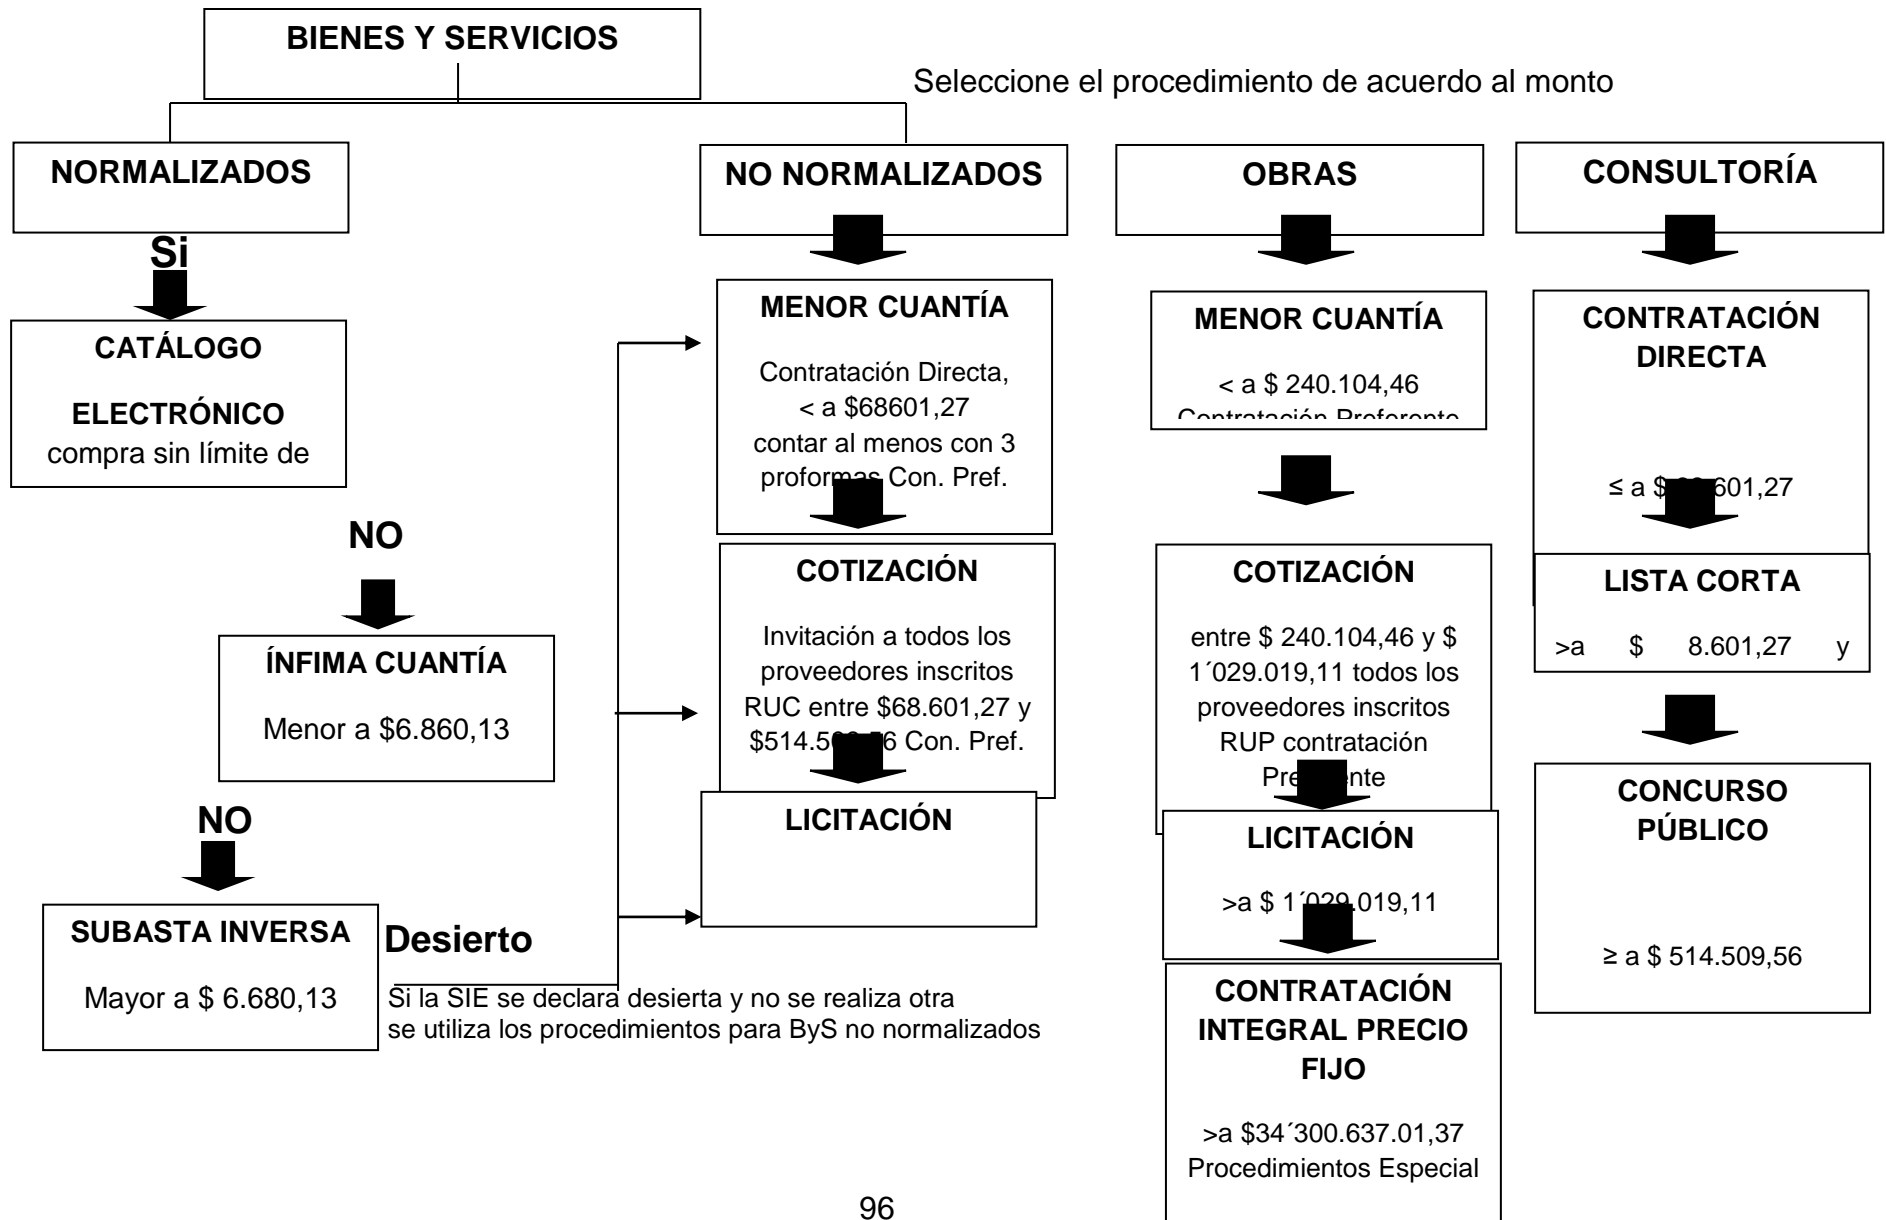 BIENES Y SERVICIOS
Seleccione el procedimiento de acuerdo al monto
NORMALIZADOS
Si
CATÁLOGO
ELECTRÓNICO
compra sin límite de
NO
ÍNFIMA CUANTÍA
Menor a $6.860,13
NO
SUBASTA INVERSA
Mayor a $ 6.680,13
Desierto
Si la SIE se declara desierta y no se realiza otra
se utiliza los procedimientos para ByS no normalizados
NO NORMALIZADOS
MENOR CUANTÍA
Contratación Directa,
< a $68601,27
contar al menos con 3
proformas Con. Pref.
COTIZACIÓN
Invitación a todos los
proveedores inscritos
RUC entre $68.601,27 y
Con. Pref.
LICITACIÓN
OBRAS
MENOR CUANTÍA
< a $ 240.104,46
Contratación Preferente
COTIZACIÓN
entre $ 240.104,46 y $
1´029.019,11 todos los
proveedores inscritos
RUP contratación
LICITACIÓN
>a $ 1´029.019,11
CONTRATACIÓN
INTEGRAL PRECIO
FIJO
>a $34´300.637.01,37
Procedimientos Especial
CONSULTORÍA
CONTRATACIÓN
DIRECTA
≤ a $
LISTA CORTA
>a $ 8.601,27 y
CONCURSO
PÚBLICO
≥ a $ 514.509,56
96